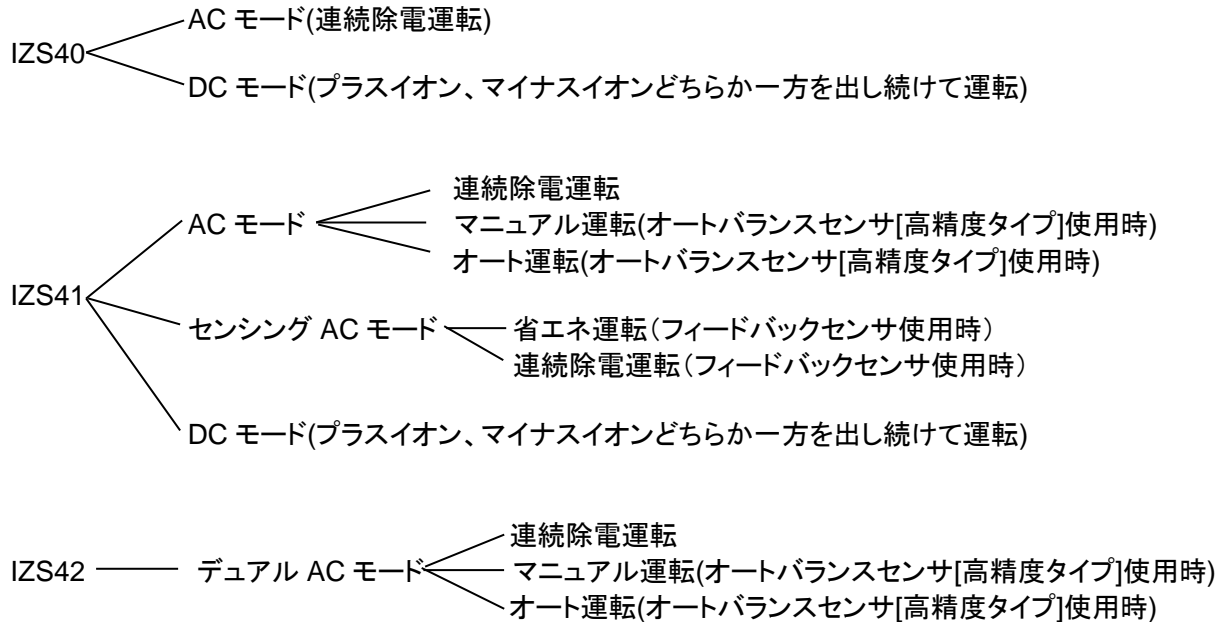 AC モード(連続除電運転)
IZS40
DC モード(プラスイオン、マイナスイオンどちらか一方を出し続けて運転)
連続除電運転
AC モード マニュアル運転(オートバランスセンサ[高精度タイプ]使用時)
オート運転(オートバランスセンサ[高精度タイプ]使用時)
IZS41
センシング AC モード 省エネ運転(フィードバックセンサ使用時)
連続除電運転(フィードバックセンサ使用時)
DC モード(プラスイオン、マイナスイオンどちらか一方を出し続けて運転)
連続除電運転
IZS42 デュアル AC モード マニュアル運転(オートバランスセンサ[高精度タイプ]使用時)
オート運転(オートバランスセンサ[高精度タイプ]使用時)